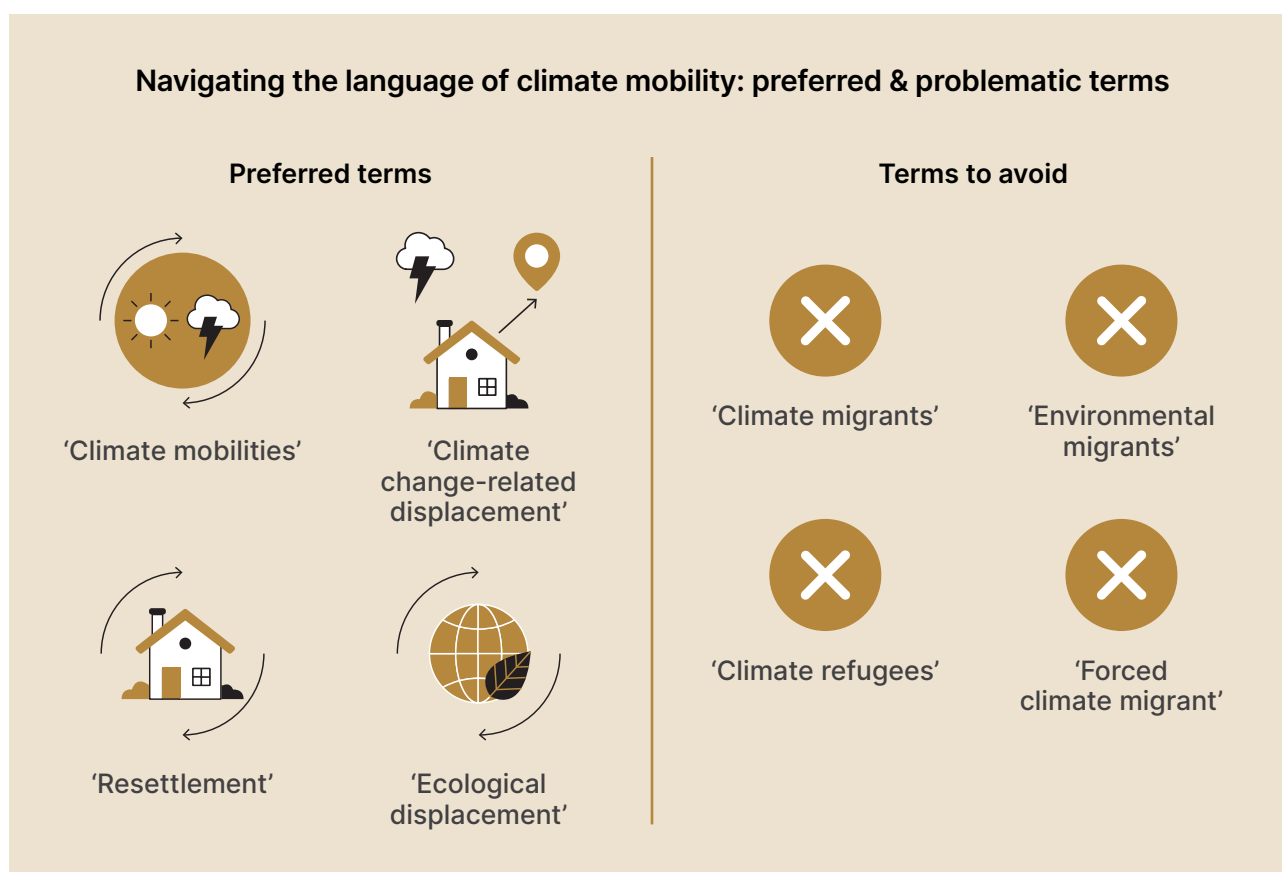 Navigating the language of climate mobility: preferred & problematic terms
Preferred terms
‘Climate mobilities’
‘Climate
change-related
displacement’
‘Resettlement’
‘Ecological
displacement’
Terms to avoid
‘Climate migrants’
‘Environmental
migrants’
‘Climate refugees’
‘Forced
climate migrant’